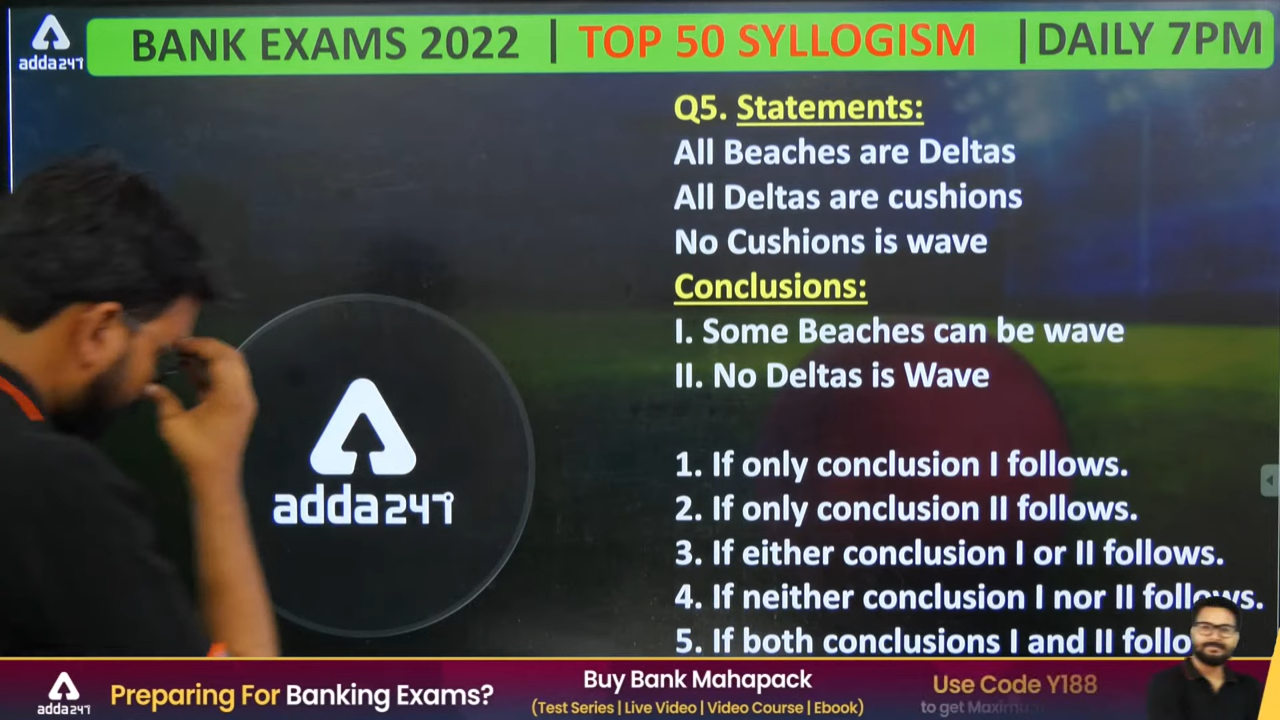 adda247
BANK EXAMS 2022 | TOP 50 SYLLOGISM | DAILY 7PM
Q5. Statements:
All Beaches are Deltas
All Deltas are cushions
No Cushions is wave
Conclusions:
I. Some Beaches can be wave
II. No Deltas is Wave
1. If only conclusion I follows.
2. If only conclusion II follows.
3. If either conclusion I or II follows.
4. If neither conclusion I nor II follows.
5. If both conclusions I and II follo
adda247
adda247
Preparing For Banking Exams?
Buy Bank Mahapack
(Test Series | Live Video | Video Course | Ebook)
Use Code Y188
to get